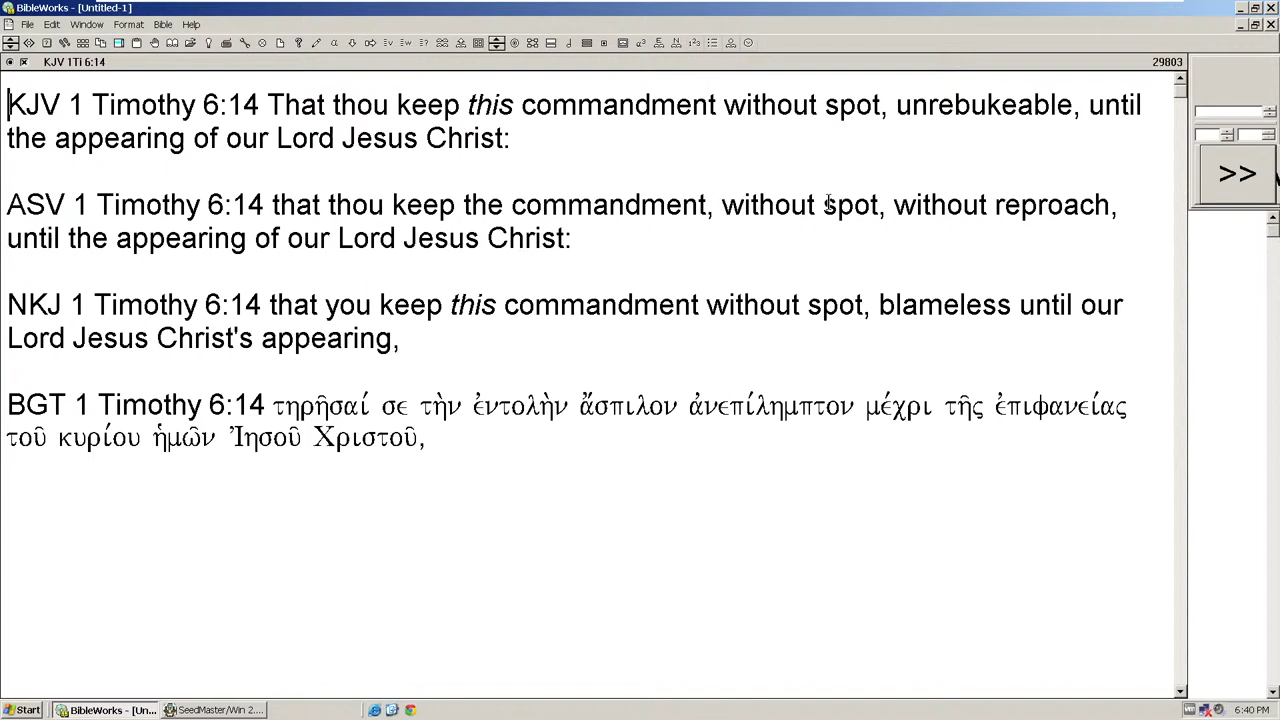 BibleWorks - [Untitled-1]
File Edit Window Format Bible Help
KJV 1Ti 6:14 29803
KJV 1 Timothy 6:14 That thou keep this commandment without spot, unrebukeable, until
the appearing of our Lord Jesus Christ:
ASV 1 Timothy 6:14 that thou keep the commandment, without spot, without reproach,
until the appearing of our Lord Jesus Christ:
NKJ 1 Timothy 6:14 that you keep this commandment without spot, blameless until our
Lord Jesus Christ's appearing,
BGT 1 Timothy 6:14 τηρῆσαί σε τὴν ἐντολὴν ἄσπιλον ἀνεπίλημπτον μέχρι τῆς ἐπιφανείας
τοῦ κυρίου ἡμῶν Ἰησοῦ Χριστοῦ,
>>
Start BibleWorks - [Un... SeedMaster/Win 2.... 6:40 PM